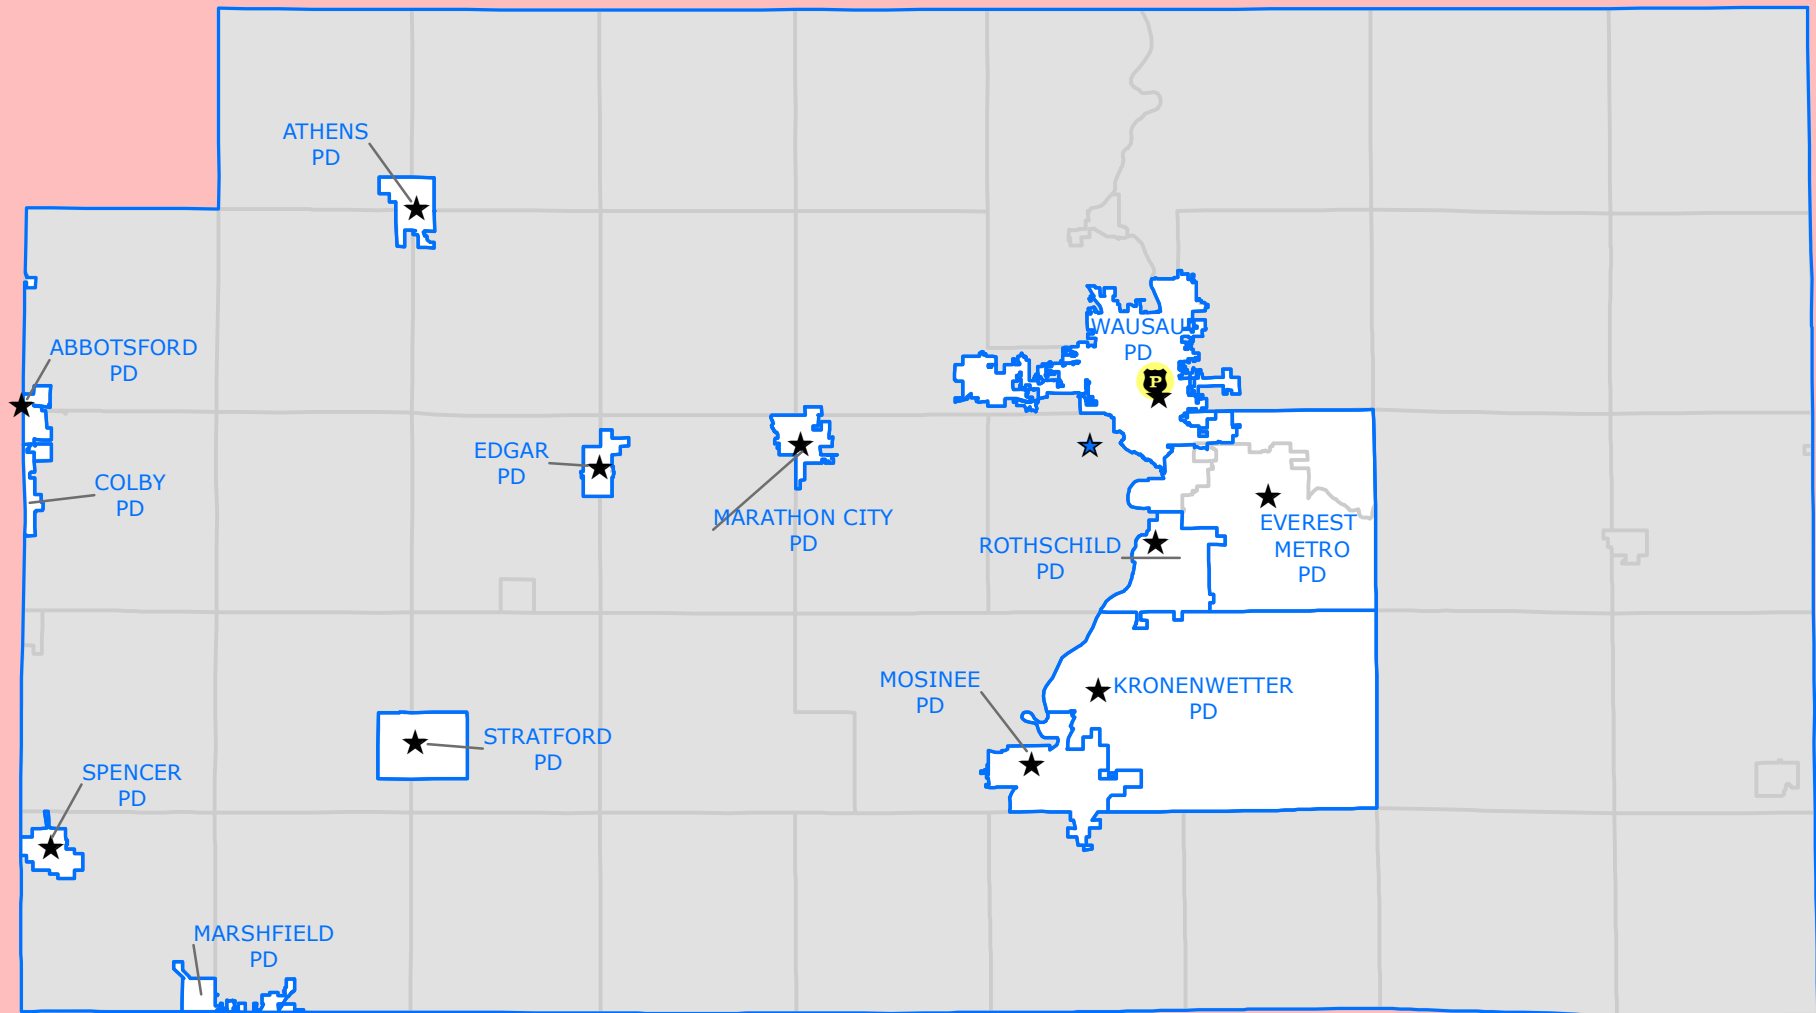 ATHENS
PD
WAUSAU
PD
P
ABBOTSFORD
PD
EDGAR
PD
COLBY
PD
MARATHON CITY
PD
ROTHSCHILD
PD
EVEREST
METRO
PD
MOSINEE
PD
KRONENWETTER
PD
STRATFORD
PD
SPENCER
PD
MARSHFIELD
PD